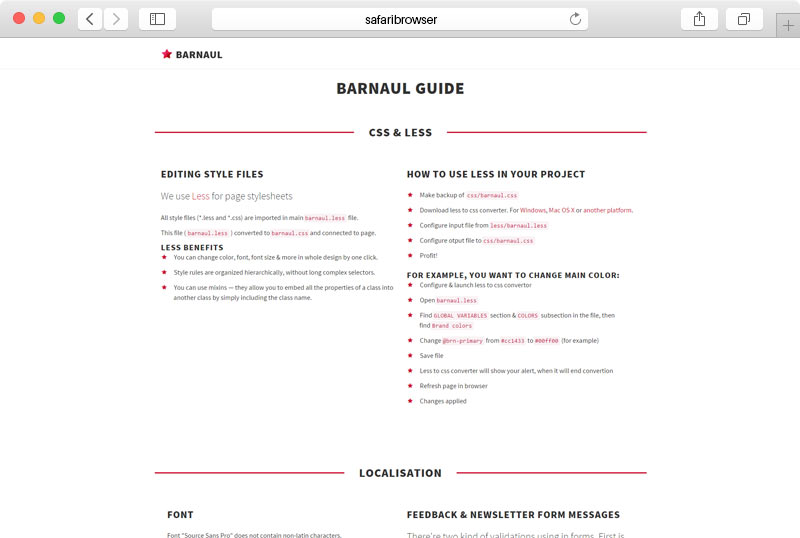 safaribrowser
BARNAUL
BARNAUL GUIDE
CSS & LESS
EDITING STYLE FILES
We use Less for page stylesheets
All style files (*.less and *.css) are imported in main barnaul.less file.
This file ( barnaul.less ) converted to barnaul.css and connected to page.
LESS BENEFITS
You can change color, font, font size & more in whole design by one click.
Style rules are organized hierarchically, without long complex selectors.
You can use mixins — they allow you to embed all the properties of a class into
another class by simply including the class name.
HOW TO USE LESS IN YOUR PROJECT
Make backup of css/barnaul.css
Download less to css converter. For Windows, Mac OS X or another platform.
Configure input file from less/barnaul.less
Configure otput file to css/barnaul.css
Profit!
FOR EXAMPLE, YOU WANT TO CHANGE MAIN COLOR:
Configure & launch less to css convertor
Open barnaul.less
Find GLOBAL VARIABLES section & COLORS subsection in the file, then
find Brand colors
Change @brn-primary from #cc1433 to #00ff00 (for example)
Save file
Less to css converter will show your alert, when it will end convertion
Refresh page in browser
Changes applied
LOCALISATION
FONT
Font "Source Sans Pro" does not contain non-latin characters.
FEEDBACK & NEWSLETTER FORM MESSAGES
There're two kind of validations using in forms. First is